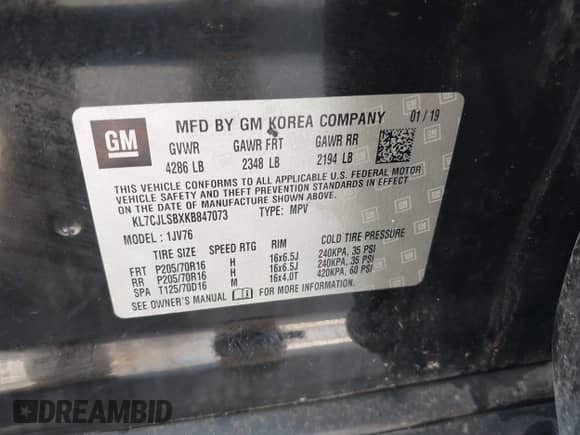 GM
MFD BY GM KOREA COMPANY 01 / 19
GVWR GAWR FRT GAWR RR
4286 LB 2348 LB 2194 LB
THIS VEHICLE CONFORMS TO ALL APPLICABLE U.S. FEDERAL MOTOR
VEHICLE SAFETY AND THEFT PREVENTION STANDARDS IN EFFECT
ON THE DATE OF MANUFACTURE SHOWN ABOVE.
KL7CJLSBXKB847073 TYPE: MPV
MODEL : 1JV76
TIRE SIZE SPEED RTG RIM COLD TIRE PRESSURE
FRT P205/70R16 H 16x6.5J 240KPA, 35 PSI
RR P205/70R16 H 16x6.5J 240KPA, 35 PSI
SPA T125/70D16 M 16x4.0T 420KPA, 60 PSI
SEE OWNER'S MANUAL FOR MORE INFORMATION.
DREAMBID